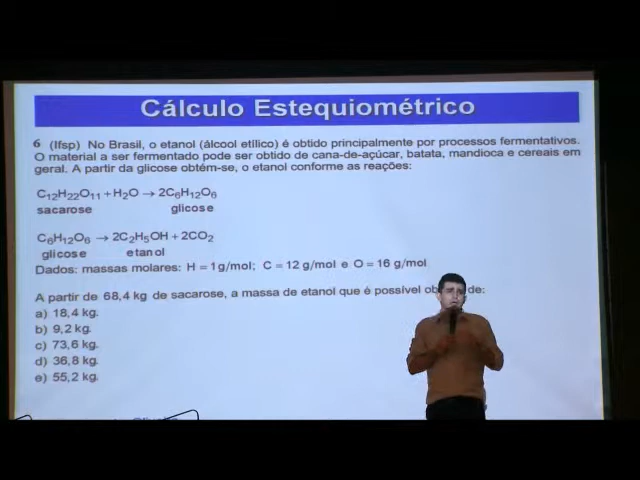 Cálculo Estequiométrico
6 (Ifsp) No Brasil, o etanol (álcool etílico) é obtido principalmente por processos fermentativos.
O material a ser fermentado pode ser obtido de cana-de-açúcar, batata, mandioca e cereais em
geral. A partir da glicose obtém-se, o etanol conforme as reações:
C₁₂H₂₂O₁₁ + H₂O → 2C₆H₁₂O₆
sacarose glicose
C₆H₁₂O₆ → 2C₂H₅OH + 2CO₂
glicose etanol
Dados: massas molares: H = 1g/mol; C = 12 g/mol e O = 16 g/mol
A partir de 68,4 kg de sacarose, a massa de etanol que é possível de:
a) 18,4 kg.
b) 9,2 kg.
c) 73,6 kg.
d) 36,8 kg.
e) 55,2 kg.